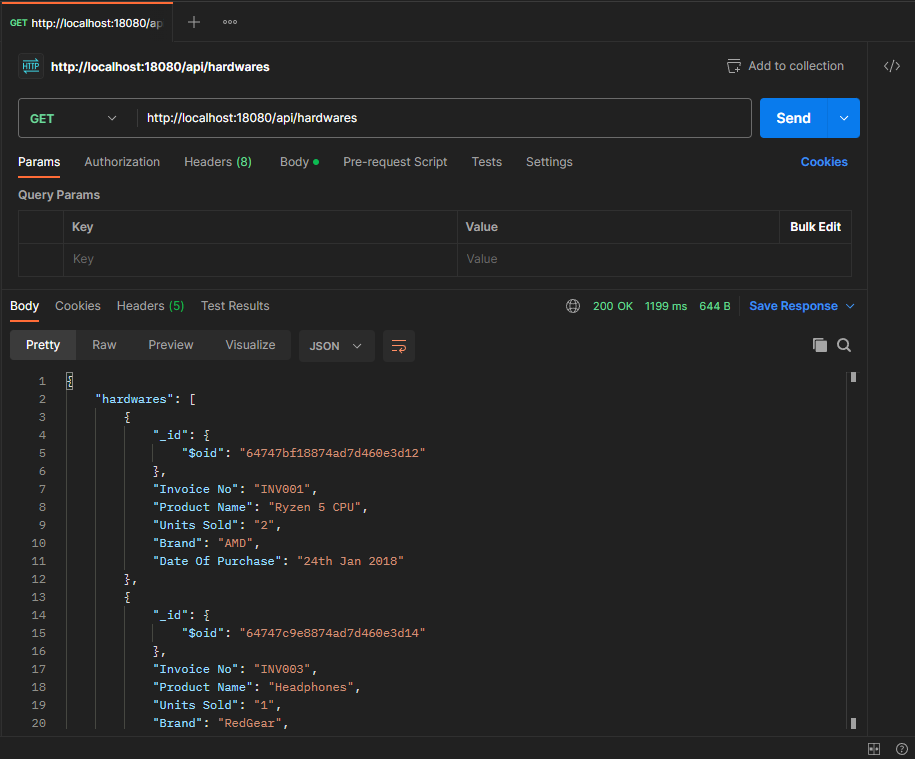 GET http://localhost:18080/ap
http://localhost:18080/api/hardwares
Add to collection
GET
http://localhost:18080/api/hardwares
Send
Params Authorization Headers (8) Body Pre-request Script Tests Settings Cookies
Query Params
Key Value Bulk Edit
Key Value
Body Cookies Headers (5) Test Results 200 OK 1199 ms 644 B Save Response
Pretty Raw Preview Visualize JSON
1 {
2 "hardwares": [
3 {
4 "_id": {
5 "$oid": "64747bf18874ad7d460e3d12"
6 },
7 "Invoice No": "INV001",
8 "Product Name": "Ryzen 5 CPU",
9 "Units Sold": "2",
10 "Brand": "AMD",
11 "Date Of Purchase": "24th Jan 2018"
12 },
13 {
14 "_id": {
15 "$oid": "64747c9e8874ad7d460e3d14"
16 },
17 "Invoice No": "INV003",
18 "Product Name": "Headphones",
19 "Units Sold": "1",
20 "Brand": "RedGear",